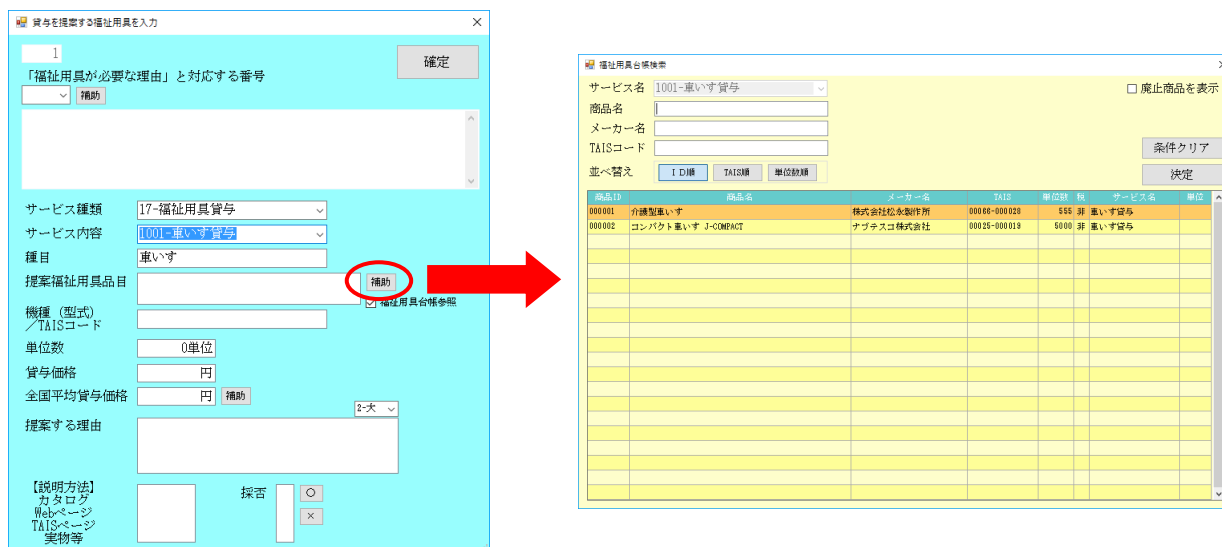 貸与を提案する福祉用具を入力
1
確定
「福祉用具が必要な理由」と対応する番号
補助
サービス種類
17-福祉用具貸与
サービス内容
1001-車いす貸与
種目
車いす
提案福祉用具品目
補助
福祉用具台帳参照
機種（型式）
／TAISコード
単位数
0単位
貸与価格
円
全国平均貸与価格
円
補助
2-大
提案する理由
【説明方法】
カタログ
Webページ
TAISページ
実物等
採否
○
×
福祉用具台帳検索
サービス名
1001-車いす貸与
廃止商品を表示
商品名
メーカー名
TAISコード
条件クリア
並べ替え
ＩＤ順
TAIS順
単位数順
決定
商品ID 商品名 メーカー名 TAIS 単位数 税 サービス名 単位
000001 介護型車いす 株式会社松永製作所 00066-000028 555 非 車いす貸与
000002 コンパクト車いす J-COMPACT ナブテスコ株式会社 00025-000019 5000 非 車いす貸与